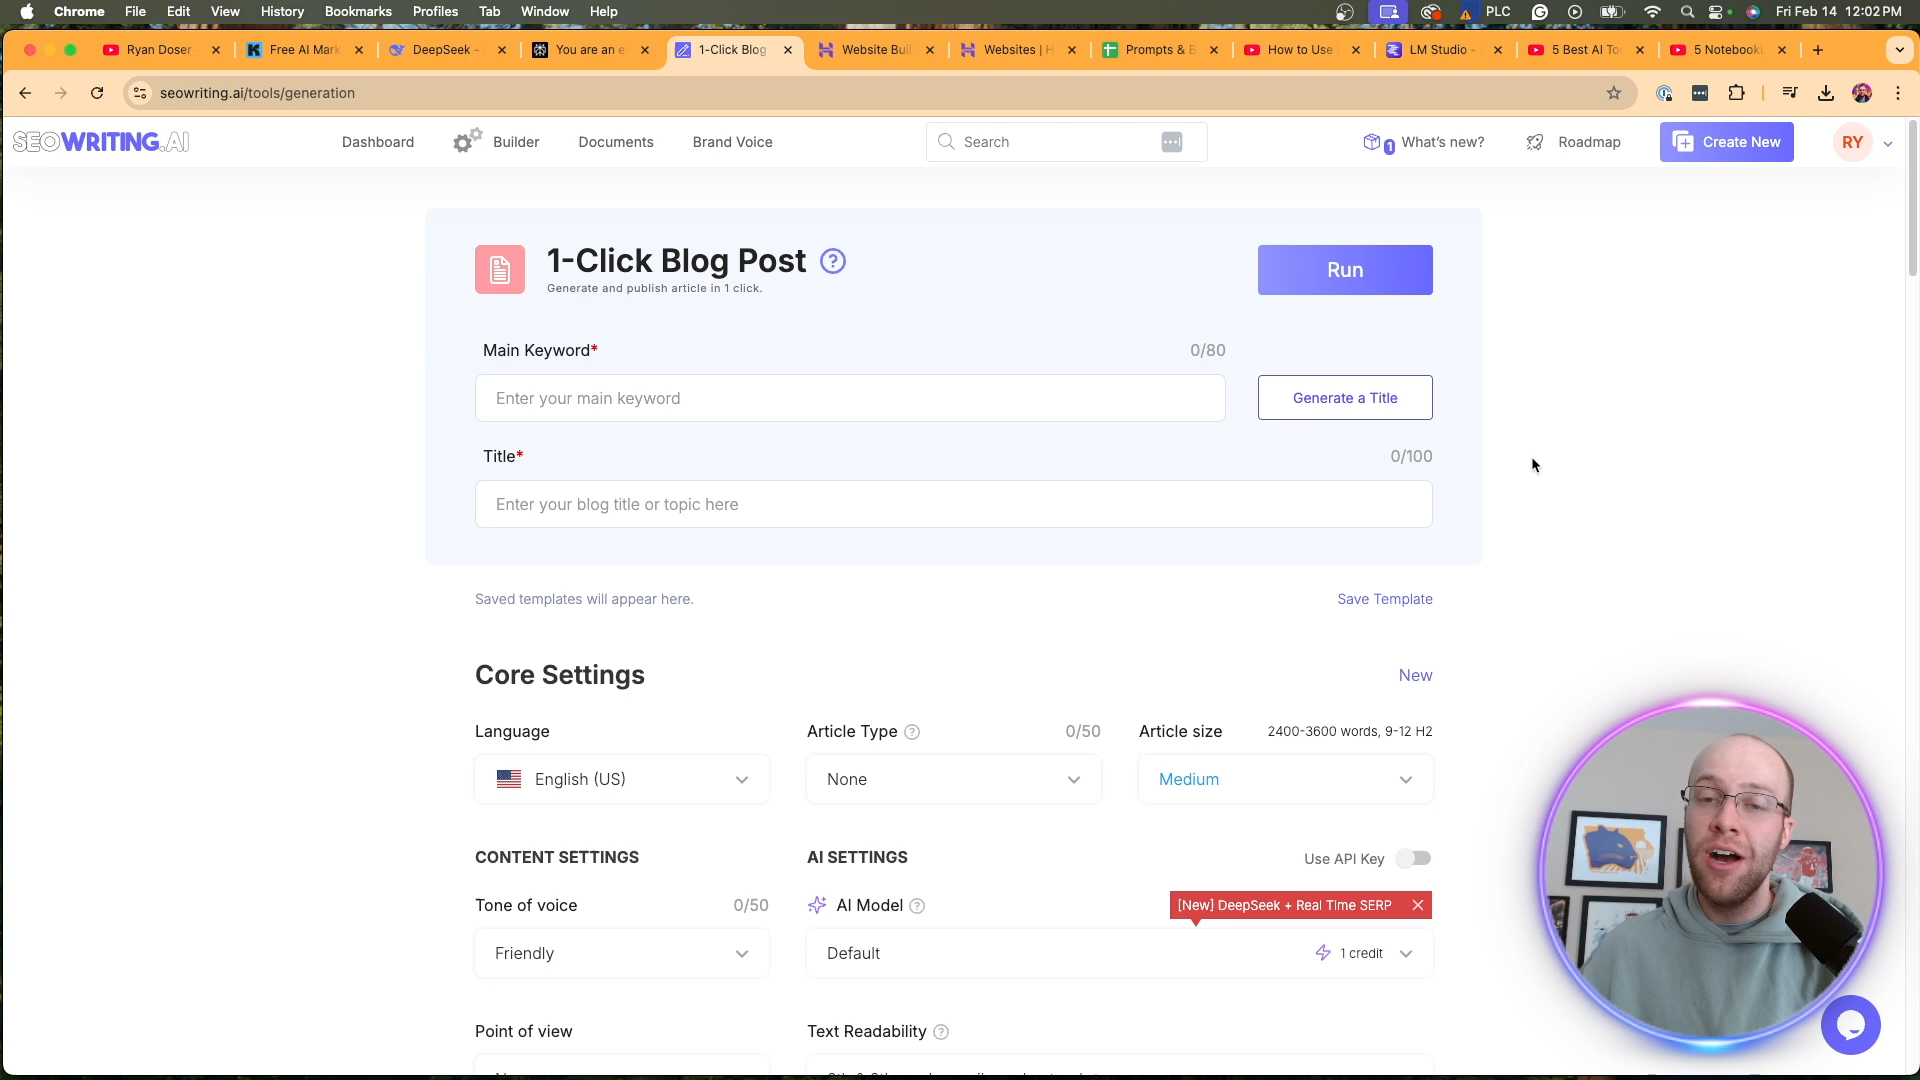 Chrome File Edit View History Bookmarks Profiles Tab Window Help PLC Fri Feb 14 12:02 PM
Ryan Doser Free AI Mark DeepSeek - You are an e 1-Click Blog Website Buil Websites | H Prompts & B How to Use LM Studio - 5 Best AI To 5 NotebookL
seowriting.ai/tools/generation
SEOWRITING.AI Dashboard Builder Documents Brand Voice Search 1 What's new? Roadmap Create New RY
1-Click Blog Post
Generate and publish article in 1 click.
Run
Main Keyword* 0/80
Enter your main keyword
Generate a Title
Title* 0/100
Enter your blog title or topic here
Saved templates will appear here. Save Template
Core Settings New
Language Article Type 0/50 Article size 2400-3600 words, 9-12 H2
English (US) None Medium
CONTENT SETTINGS AI SETTINGS Use API Key
Tone of voice 0/50 AI Model [New] DeepSeek + Real Time SERP
Friendly Default 1 credit
Point of view Text Readability